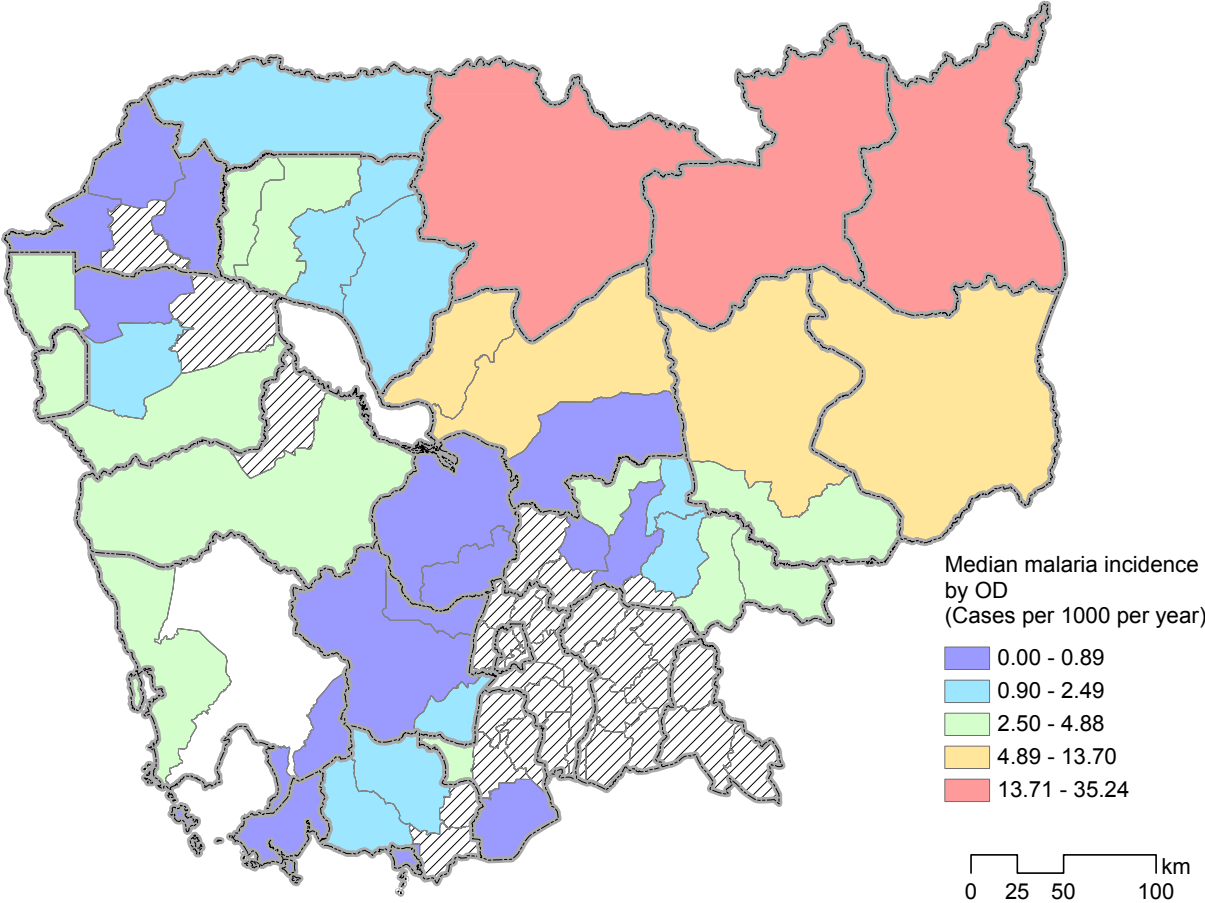 Median malaria incidence
by OD
(Cases per 1000 per year)
0.00 - 0.89
0.90 - 2.49
2.50 - 4.88
4.89 - 13.70
13.71 - 35.24
km
0 25 50 100